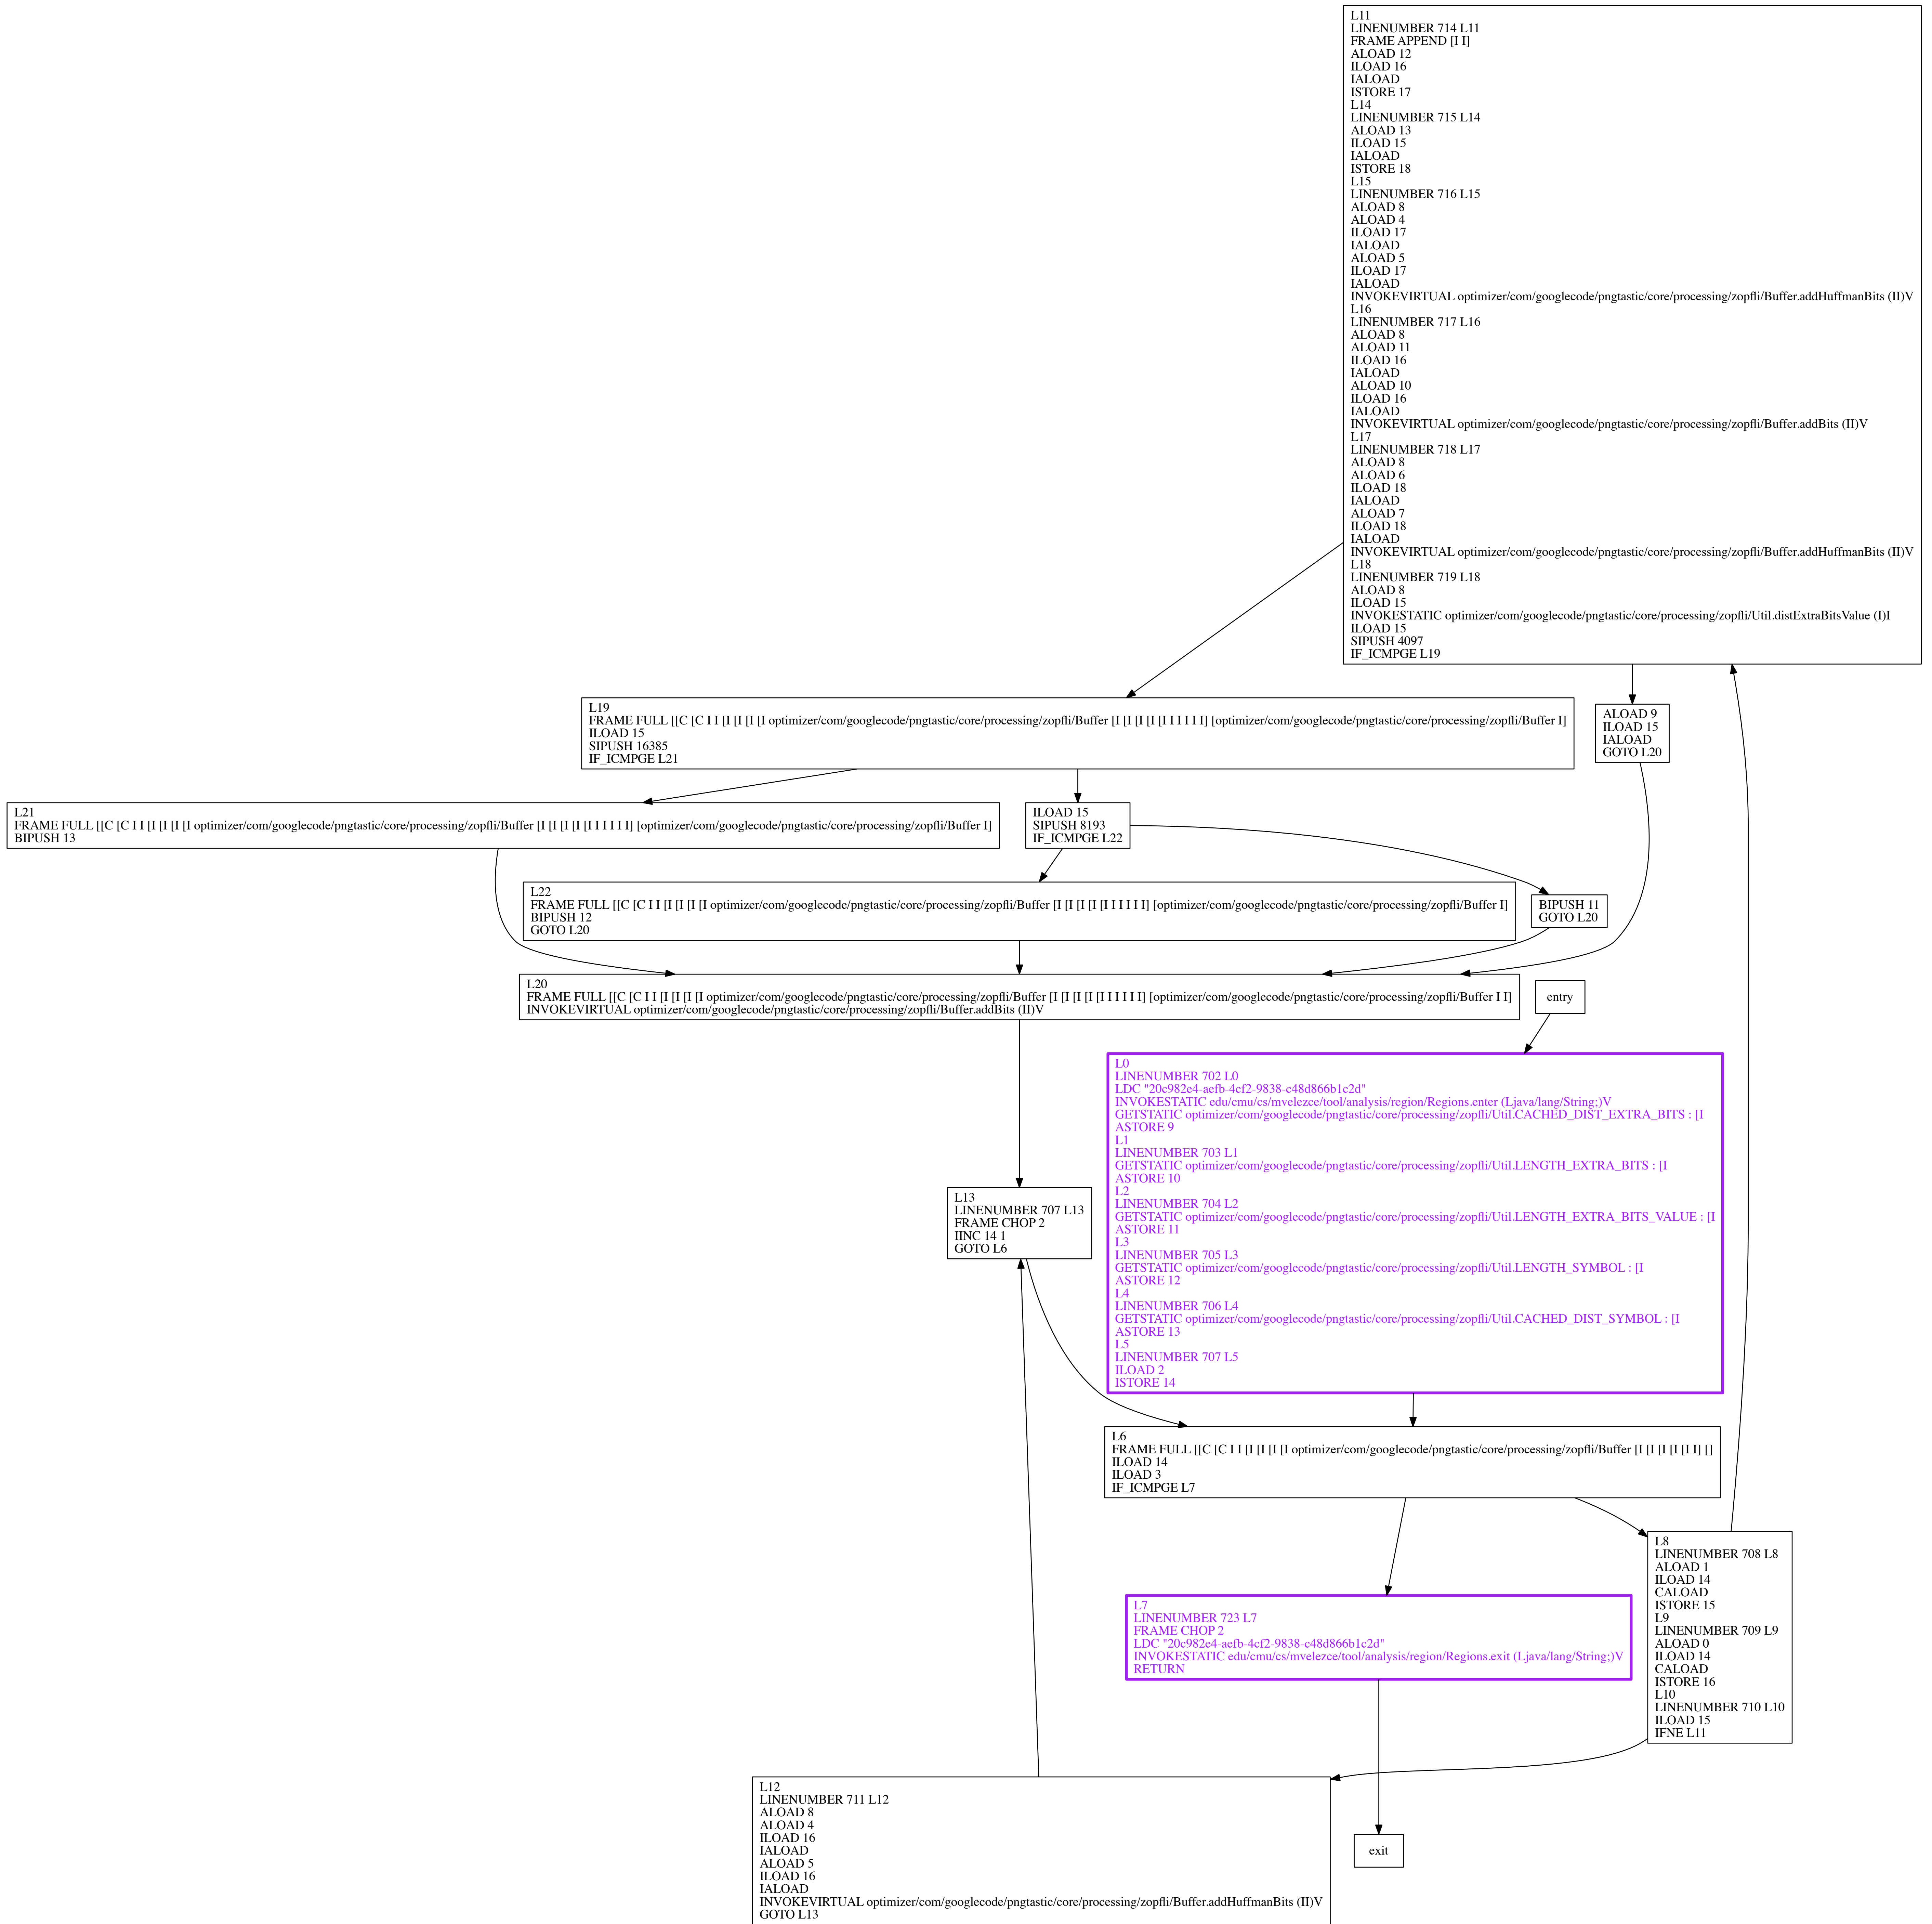 L11
LINENUMBER 714 L11
FRAME APPEND [I I]
ALOAD 12
ILOAD 16
IALOAD
ISTORE 17
L14
LINENUMBER 715 L14
ALOAD 13
ILOAD 15
IALOAD
ISTORE 18
L15
LINENUMBER 716 L15
ALOAD 8
ALOAD 4
ILOAD 17
IALOAD
ALOAD 5
ILOAD 17
IALOAD
INVOKEVIRTUAL optimizer/com/googlecode/pngtastic/core/processing/zopfli/Buffer.addHuffmanBits (II)V
L16
LINENUMBER 717 L16
ALOAD 8
ALOAD 11
ILOAD 16
IALOAD
ALOAD 10
ILOAD 16
IALOAD
INVOKEVIRTUAL optimizer/com/googlecode/pngtastic/core/processing/zopfli/Buffer.addBits (II)V
L17
LINENUMBER 718 L17
ALOAD 8
ALOAD 6
ILOAD 18
IALOAD
ALOAD 7
ILOAD 18
IALOAD
INVOKEVIRTUAL optimizer/com/googlecode/pngtastic/core/processing/zopfli/Buffer.addHuffmanBits (II)V
L18
LINENUMBER 719 L18
ALOAD 8
ILOAD 15
INVOKESTATIC optimizer/com/googlecode/pngtastic/core/processing/zopfli/Util.distExtraBitsValue (I)I
ILOAD 15
SIPUSH 4097
IF_ICMPGE L19
L19
FRAME FULL [[C [C I I [I [I [I [I optimizer/com/googlecode/pngtastic/core/processing/zopfli/Buffer [I [I [I [I [I I I I I I] [optimizer/com/googlecode/pngtastic/core/processing/zopfli/Buffer I]
ILOAD 15
SIPUSH 16385
IF_ICMPGE L21
ALOAD 9
ILOAD 15
IALOAD
GOTO L20
L21
FRAME FULL [[C [C I I [I [I [I [I optimizer/com/googlecode/pngtastic/core/processing/zopfli/Buffer [I [I [I [I [I I I I I I] [optimizer/com/googlecode/pngtastic/core/processing/zopfli/Buffer I]
BIPUSH 13
ILOAD 15
SIPUSH 8193
IF_ICMPGE L22
L22
FRAME FULL [[C [C I I [I [I [I [I optimizer/com/googlecode/pngtastic/core/processing/zopfli/Buffer [I [I [I [I [I I I I I I] [optimizer/com/googlecode/pngtastic/core/processing/zopfli/Buffer I]
BIPUSH 12
GOTO L20
BIPUSH 11
GOTO L20
L20
FRAME FULL [[C [C I I [I [I [I [I optimizer/com/googlecode/pngtastic/core/processing/zopfli/Buffer [I [I [I [I [I I I I I I] [optimizer/com/googlecode/pngtastic/core/processing/zopfli/Buffer I I]
INVOKEVIRTUAL optimizer/com/googlecode/pngtastic/core/processing/zopfli/Buffer.addBits (II)V
entry
L0
LINENUMBER 702 L0
LDC "20c982e4-aefb-4cf2-9838-c48d866b1c2d"
INVOKESTATIC edu/cmu/cs/mvelezce/tool/analysis/region/Regions.enter (Ljava/lang/String;)V
GETSTATIC optimizer/com/googlecode/pngtastic/core/processing/zopfli/Util.CACHED_DIST_EXTRA_BITS : [I
ASTORE 9
L1
LINENUMBER 703 L1
GETSTATIC optimizer/com/googlecode/pngtastic/core/processing/zopfli/Util.LENGTH_EXTRA_BITS : [I
ASTORE 10
L2
LINENUMBER 704 L2
GETSTATIC optimizer/com/googlecode/pngtastic/core/processing/zopfli/Util.LENGTH_EXTRA_BITS_VALUE : [I
ASTORE 11
L3
LINENUMBER 705 L3
GETSTATIC optimizer/com/googlecode/pngtastic/core/processing/zopfli/Util.LENGTH_SYMBOL : [I
ASTORE 12
L4
LINENUMBER 706 L4
GETSTATIC optimizer/com/googlecode/pngtastic/core/processing/zopfli/Util.CACHED_DIST_SYMBOL : [I
ASTORE 13
L5
LINENUMBER 707 L5
ILOAD 2
ISTORE 14
L13
LINENUMBER 707 L13
FRAME CHOP 2
IINC 14 1
GOTO L6
L6
FRAME FULL [[C [C I I [I [I [I [I optimizer/com/googlecode/pngtastic/core/processing/zopfli/Buffer [I [I [I [I [I I I] []
ILOAD 14
ILOAD 3
IF_ICMPGE L7
L8
LINENUMBER 708 L8
ALOAD 1
ILOAD 14
CALOAD
ISTORE 15
L9
LINENUMBER 709 L9
ALOAD 0
ILOAD 14
CALOAD
ISTORE 16
L10
LINENUMBER 710 L10
ILOAD 15
IFNE L11
L7
LINENUMBER 723 L7
FRAME CHOP 2
LDC "20c982e4-aefb-4cf2-9838-c48d866b1c2d"
INVOKESTATIC edu/cmu/cs/mvelezce/tool/analysis/region/Regions.exit (Ljava/lang/String;)V
RETURN
L12
LINENUMBER 711 L12
ALOAD 8
ALOAD 4
ILOAD 16
IALOAD
ALOAD 5
ILOAD 16
IALOAD
INVOKEVIRTUAL optimizer/com/googlecode/pngtastic/core/processing/zopfli/Buffer.addHuffmanBits (II)V
GOTO L13
exit